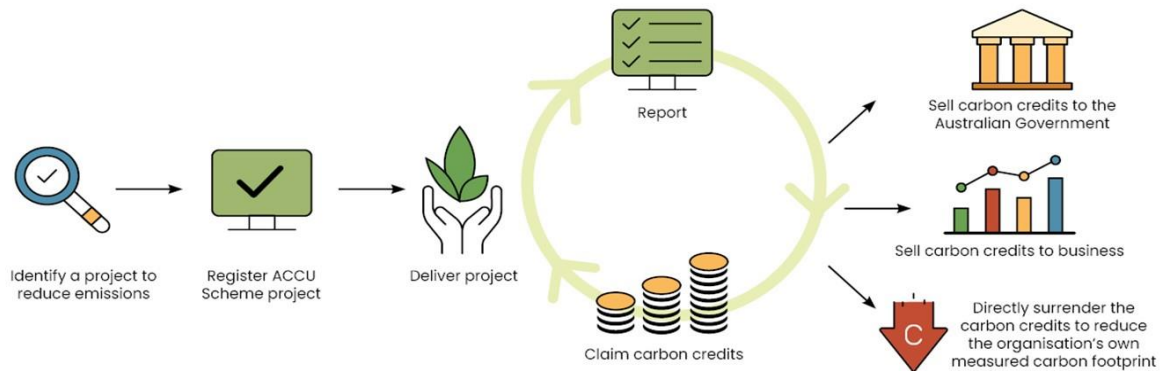 Identify a project to
reduce emissions
Register ACCU
Scheme project
Deliver project
Report
Claim carbon credits
Sell carbon credits to the
Australian Government
Sell carbon credits to business
C
Directly surrender the
carbon credits to reduce
the organisation's own
measured carbon footprint